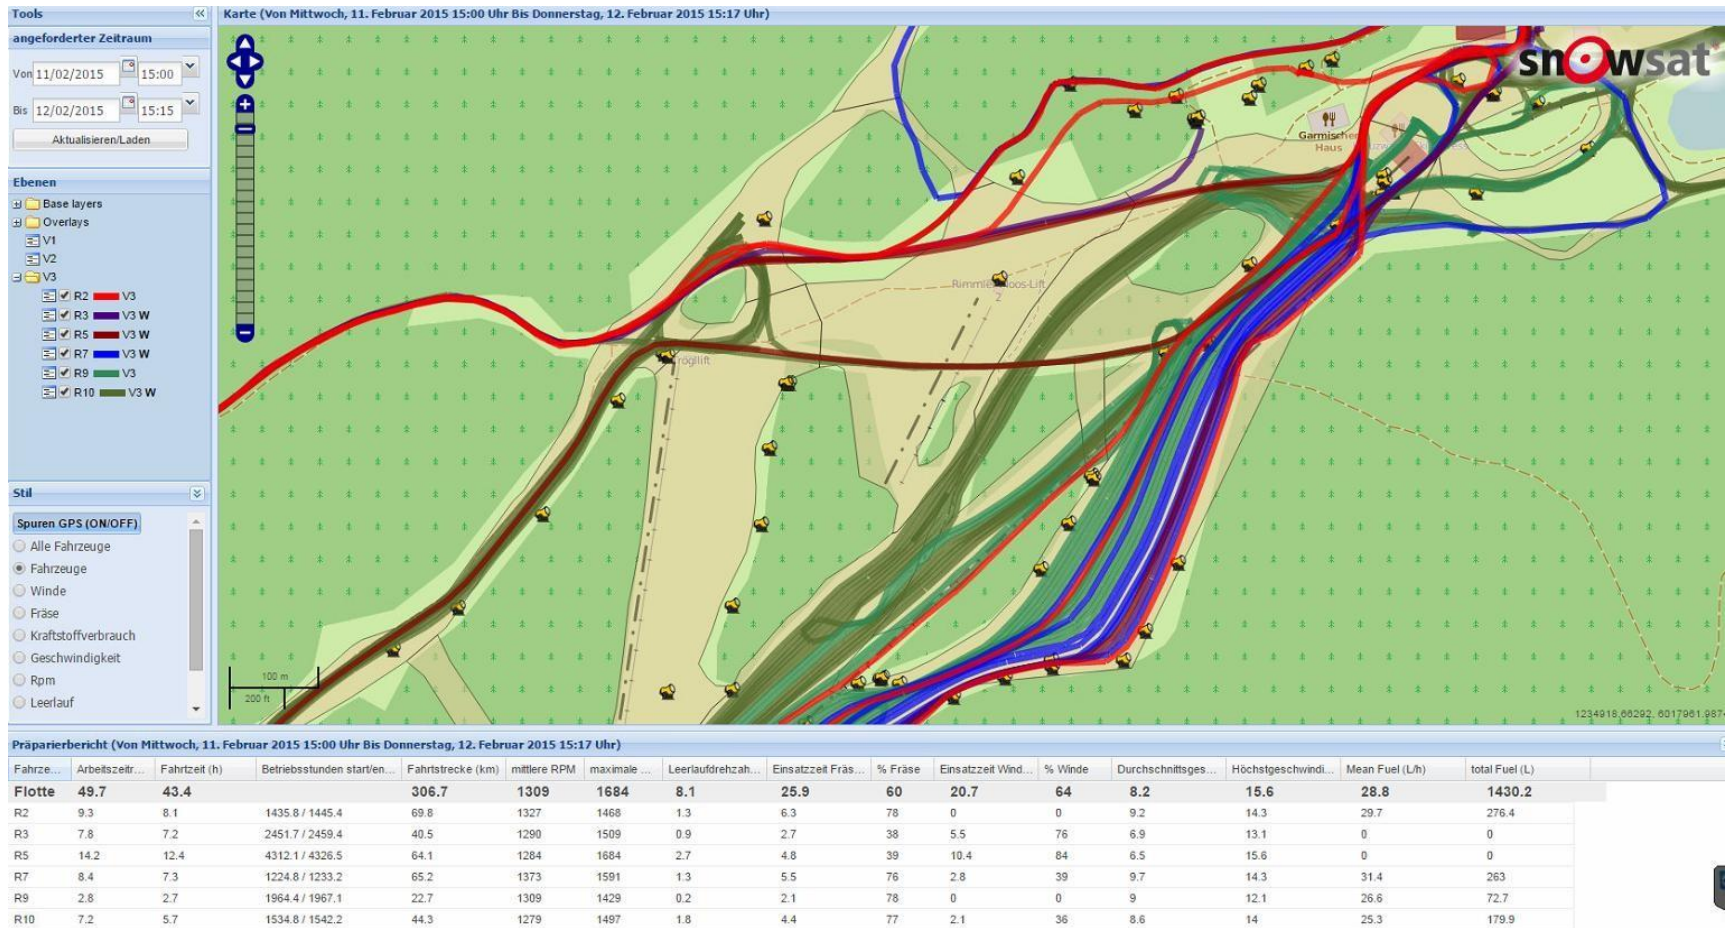 Tools
Karte (Von Mittwoch, 11. Februar 2015 15:00 Uhr Bis Donnerstag, 12. Februar 2015 15:17 Uhr)
angeforderter Zeitraum
Von 11/02/2015 15:00
Bis 12/02/2015 15:15
Aktualisieren/Laden
Ebenen
Base layers
Overlays
V1
V2
V3
R2 V3
R3 V3 W
R5 V3 W
R7 V3 W
R9 V3
R10 V3 W
Stil
Spuren GPS (ON/OFF)
Alle Fahrzeuge
Fahrzeuge
Winde
Fräse
Kraftstoffverbrauch
Geschwindigkeit
Rpm
Leerlauf
snowsat
Garmischer
Haus
2
100 m
200 ft
Präparierbericht (Von Mittwoch, 11. Februar 2015 15:00 Uhr Bis Donnerstag, 12. Februar 2015 15:17 Uhr)
Fahrze... Arbeitszeitr... Fahrtzeit (h) Betriebsstunden start/en... Fahrtstrecke (km) mittlere RPM maximale ... Leerlaufdrehzah... Einsatzzeit Fräs... % Fräse Einsatzzeit Wind... % Winde Durchschnittsges... Höchstgeschwindi... Mean Fuel (L/h) total Fuel (L)
Flotte 49.7 43.4 306.7 1309 1684 8.1 25.9 60 20.7 64 8.2 15.6 28.8 1430.2
R2 9.3 8.1 1435.8 / 1445.4 69.8 1327 1468 1.3 6.3 78 0 0 9.2 14.3 29.7 276.4
R3 7.8 7.2 2451.7 / 2459.4 40.5 1290 1509 0.9 2.7 38 5.5 76 6.9 13.1 0 0
R5 14.2 12.4 4312.1 / 4326.5 64.1 1284 1684 2.7 4.8 39 10.4 84 6.5 15.6 0 0
R7 8.4 7.3 1224.8 / 1233.2 65.2 1373 1591 1.3 5.5 76 2.8 39 9.7 14.3 31.4 263
R9 2.8 2.7 1964.4 / 1967.1 22.7 1309 1429 0.2 2.1 78 0 0 9 12.1 26.6 72.7
R10 7.2 5.7 1534.8 / 1542.2 44.3 1279 1497 1.8 4.4 77 2.1 36 8.6 14 25.3 179.9